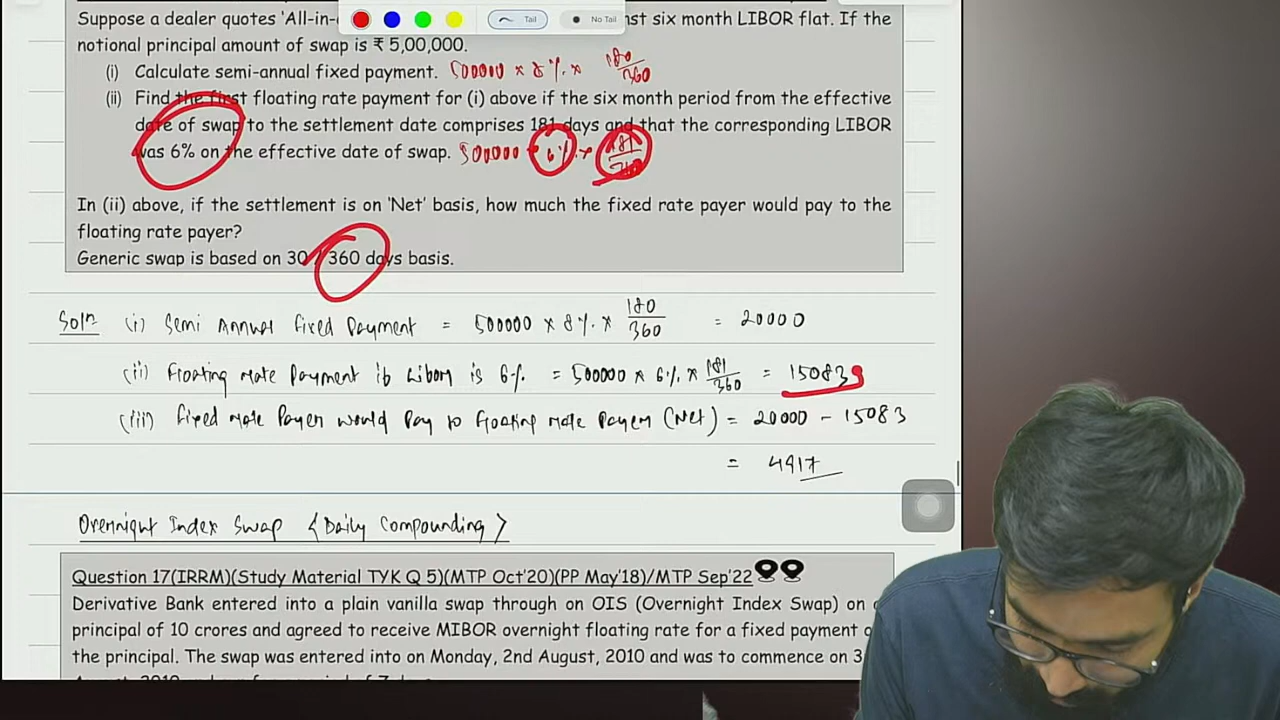 Suppose a dealer quotes 'All-in- nst six month LIBOR flat. If the
Tail
No Tail
notional principal amount of swap is ₹ 5,00,000.
(i) Calculate semi-annual fixed payment. 500000 × 8% × 180/360
(ii) Find the first floating rate payment for (i) above if the six month period from the effective
date of swap to the settlement date comprises 181 days and that the corresponding LIBOR
was 6% on the effective date of swap. 500000 × 6% × 181/360
In (ii) above, if the settlement is on 'Net' basis, how much the fixed rate payer would pay to the
floating rate payer?
Generic swap is based on 30 / 360 days basis.
Soln (i) Semi Annual Fixed Payment = 500000 × 8% × 180/360 = 20000
(ii) Floating Rate Payment if Libor is 6% = 500000 × 6% × 181/360 = 15083
(iii) Fixed Rate Payer would Pay to Floating Rate Payer (Net) = 20000 - 15083
= 4917
Overnight Index Swap {Daily Compounding}
Question 17(IRRM)(Study Material TYK Q 5)(MTP Oct'20)(PP May'18)/MTP Sep'22
Derivative Bank entered into a plain vanilla swap through on OIS (Overnight Index Swap) on
principal of 10 crores and agreed to receive MIBOR overnight floating rate for a fixed payment
the principal. The swap was entered into on Monday, 2nd August, 2010 and was to commence on 3